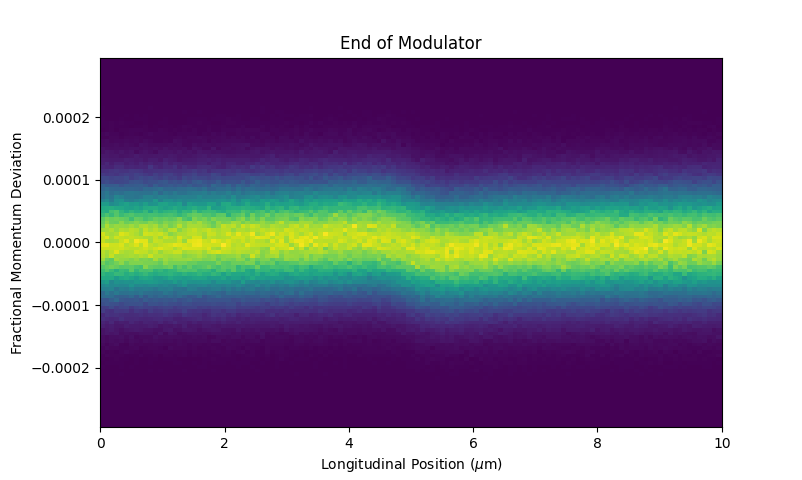 End of Modulator
Fractional Momentum Deviation
0.0002
0.0001
0.0000
−0.0001
−0.0002
0 2 4 6 8 10
Longitudinal Position (μm)